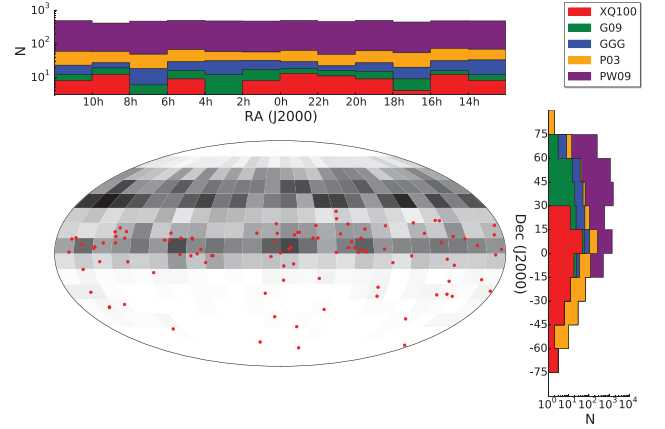 10³
10²
10¹
N
10h 8h 6h 4h 2h 0h 22h 20h 18h 16h 14h
RA (J2000)
XQ100
G09
GGG
P03
PW09
75
60
45
30
15
0
-15
-30
-45
-60
-75
Dec (J2000)
10⁰ 10¹ 10² 10³ 10⁴
N